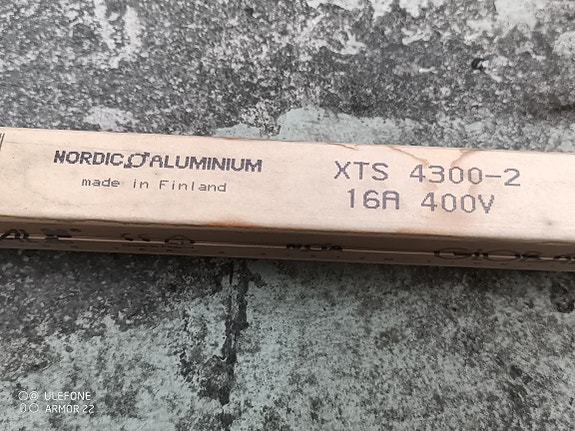 NORDIC ALUMINIUM
made in Finland
XTS 4300-2
16A 400V
ULEFONE
ARMOR 22